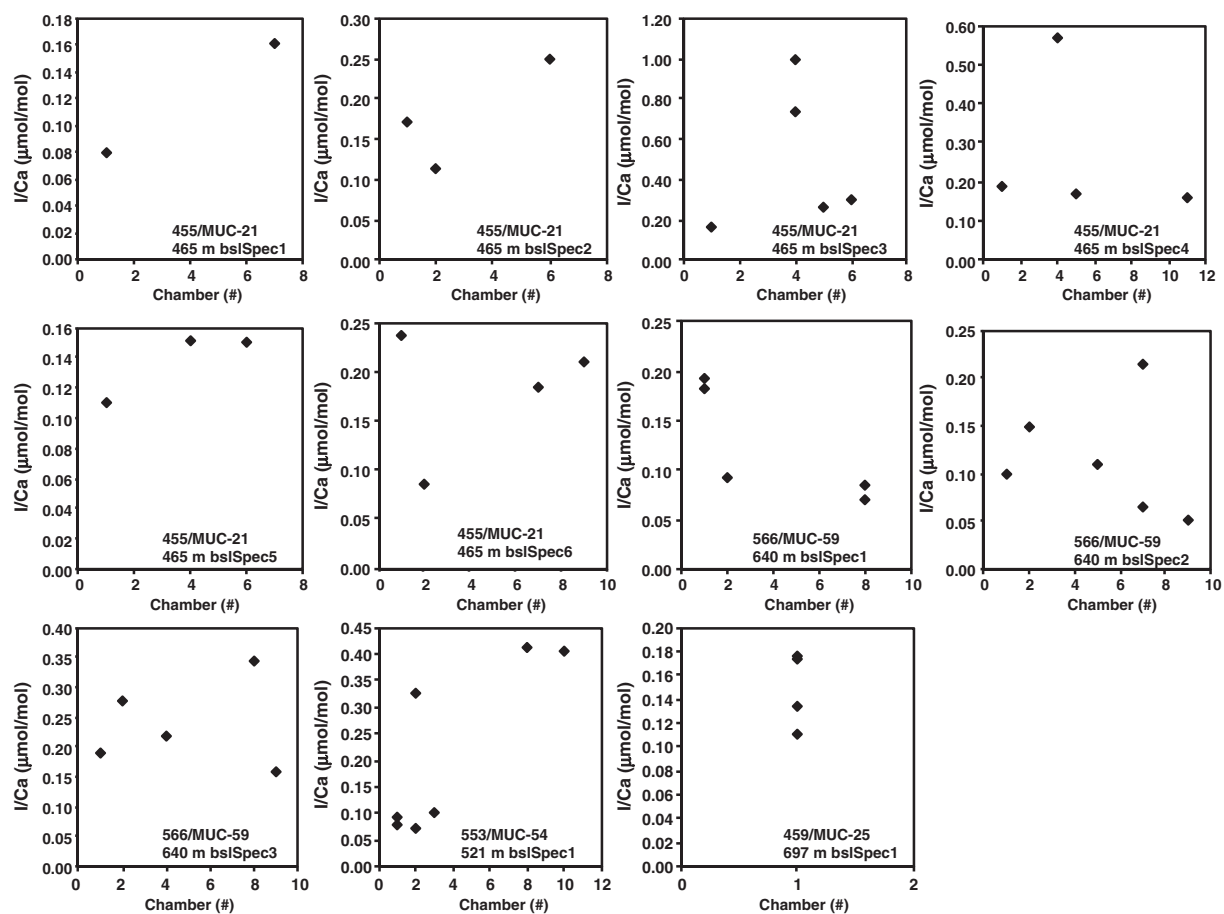 0.18
0.16
0.14
0.12
0.10
0.08
0.06
0.04
0.02
0.00
I/Ca (μmol/mol)
455/MUC-21
465 m bslSpec1
0 2 4 6 8
Chamber (#)
0.30
0.25
0.20
0.15
0.10
0.05
0.00
I/Ca (μmol/mol)
455/MUC-21
465 m bslSpec2
0 2 4 6 8
Chamber (#)
1.20
1.00
0.80
0.60
0.40
0.20
0.00
I/Ca (μmol/mol)
455/MUC-21
465 m bslSpec3
0 2 4 6 8
Chamber (#)
0.60
0.50
0.40
0.30
0.20
0.10
0.00
I/Ca (μmol/mol)
455/MUC-21
465 m bslSpec4
0 2 4 6 8 10 12
Chamber (#)
0.16
0.14
0.12
0.10
0.08
0.06
0.04
0.02
0.00
I/Ca (μmol/mol)
455/MUC-21
465 m bslSpec5
0 2 4 6 8
Chamber (#)
0.25
0.20
0.15
0.10
0.05
0.00
I/Ca (μmol/mol)
455/MUC-21
465 m bslSpec6
0 2 4 6 8 10
Chamber (#)
0.25
0.20
0.15
0.10
0.05
0.00
I/Ca (μmol/mol)
566/MUC-59
640 m bslSpec1
0 2 4 6 8 10
Chamber (#)
0.25
0.20
0.15
0.10
0.05
0.00
I/Ca (μmol/mol)
566/MUC-59
640 m bslSpec2
0 2 4 6 8 10
Chamber (#)
0.40
0.35
0.30
0.25
0.20
0.15
0.10
0.05
0.00
I/Ca (μmol/mol)
566/MUC-59
640 m bslSpec3
0 2 4 6 8 10
Chamber (#)
0.45
0.40
0.35
0.30
0.25
0.20
0.15
0.10
0.05
0.00
I/Ca (μmol/mol)
553/MUC-54
521 m bslSpec1
0 2 4 6 8 10 12
Chamber (#)
0.20
0.18
0.16
0.14
0.12
0.10
0.08
0.06
0.04
0.02
0.00
I/Ca (μmol/mol)
459/MUC-25
697 m bslSpec1
0 1 2
Chamber (#)